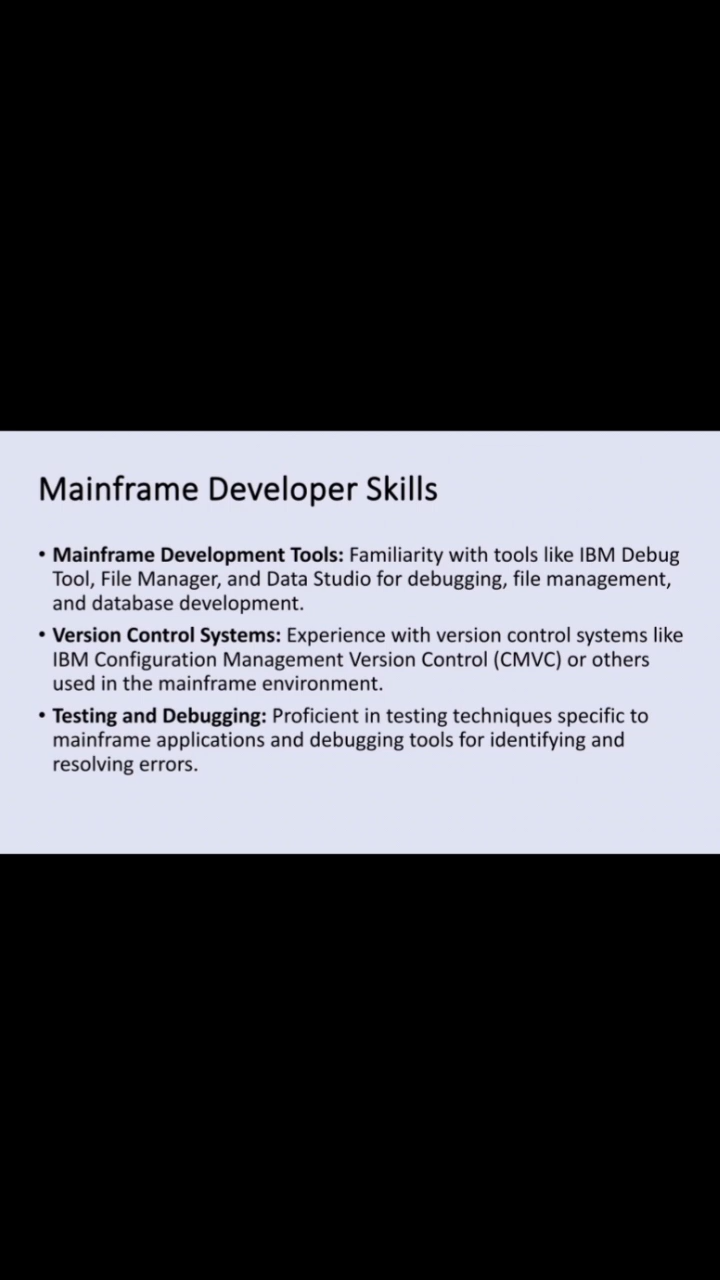 Mainframe Developer Skills
• Mainframe Development Tools: Familiarity with tools like IBM Debug
Tool, File Manager, and Data Studio for debugging, file management,
and database development.
• Version Control Systems: Experience with version control systems like
IBM Configuration Management Version Control (CMVC) or others
used in the mainframe environment.
• Testing and Debugging: Proficient in testing techniques specific to
mainframe applications and debugging tools for identifying and
resolving errors.